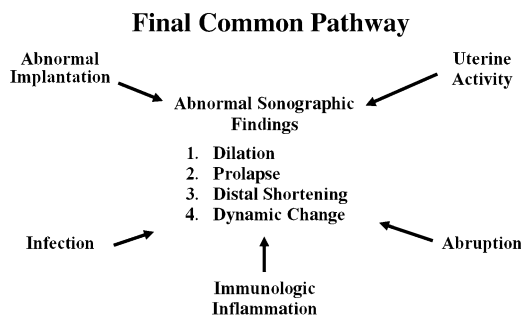 Final Common Pathway
Abnormal
Implantation
Uterine
Activity
Abnormal Sonographic
Findings
1. Dilation
2. Prolapse
3. Distal Shortening
4. Dynamic Change
Infection
Abruption
Immunologic
Inflammation